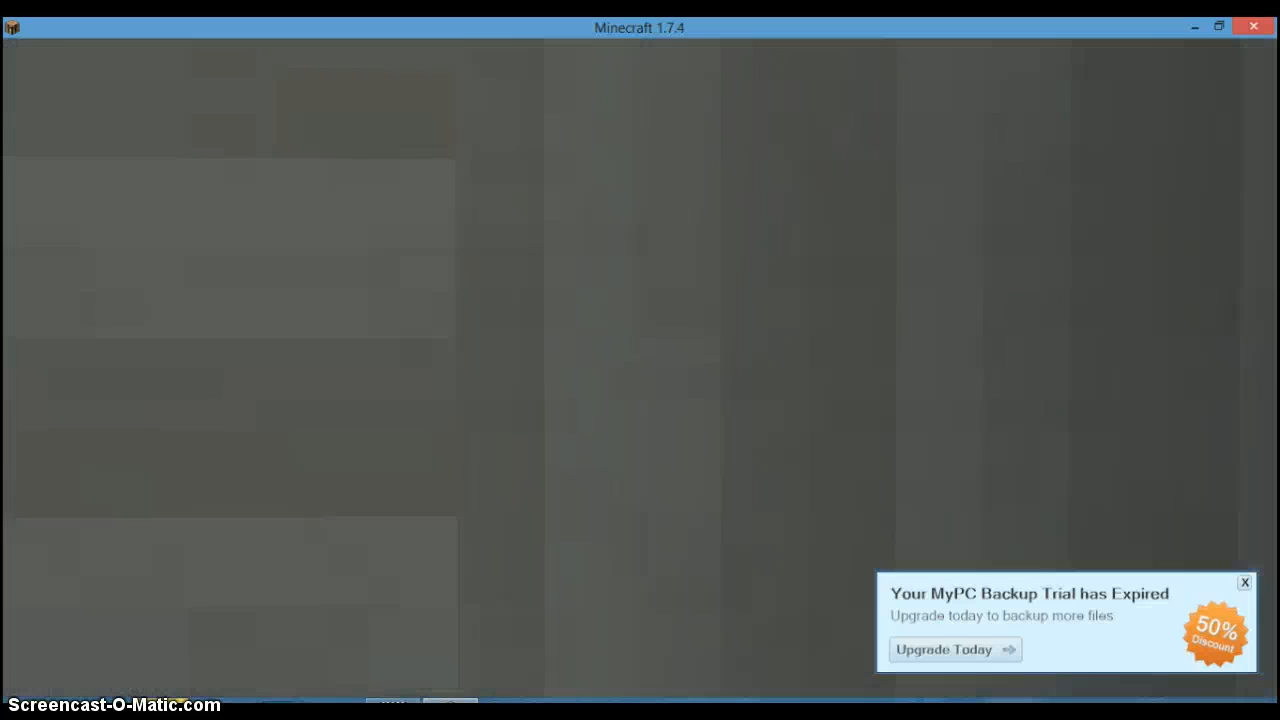 Minecraft 1.7.4
X
Your MyPC Backup Trial has Expired
Upgrade today to backup more files
50%
Discount
Upgrade Today
Screencast-O-Matic.com